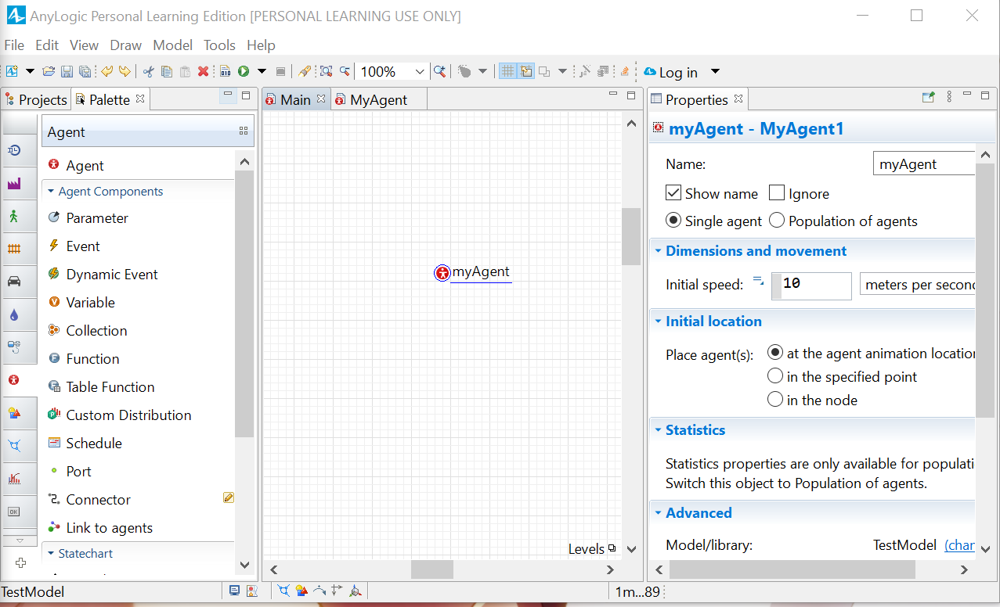 AnyLogic Personal Learning Edition [PERSONAL LEARNING USE ONLY]
File Edit View Draw Model Tools Help
010 100% Log in
Projects Palette
Agent
Agent
Agent Components
Parameter
Event
Dynamic Event
Variable
Collection
Function
Table Function
Custom Distribution
Schedule
Port
Connector
Link to agents
Statechart
OK
Main MyAgent
myAgent
Levels
Properties
myAgent - MyAgent1
Name: myAgent
Show name Ignore
Single agent Population of agents
Dimensions and movement
Initial speed: 10 meters per secon
Initial location
Place agent(s): at the agent animation location
in the specified point
in the node
Statistics
Statistics properties are only available for populati
Switch this object to Population of agents.
Advanced
Model/library: TestModel (char
TestModel
1m...89